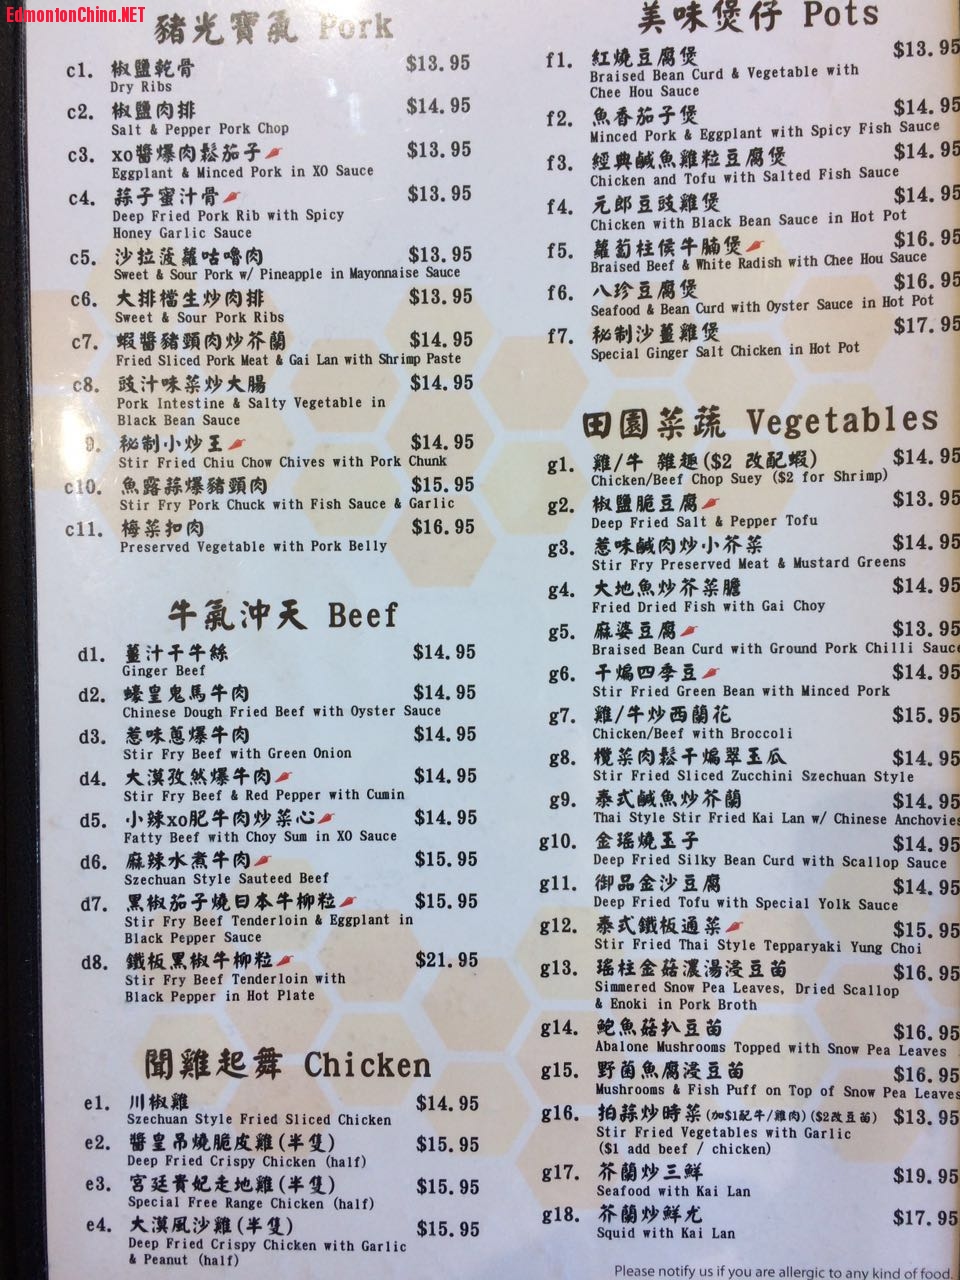 EdmontonChina.NET
豬光寶氣 Pork
c1. 椒鹽乾骨 $13.95
Dry Ribs
c2. 椒鹽肉排 $14.95
Salt & Pepper Pork Chop
c3. xo醬爆肉鬆茄子 $13.95
Eggplant & Minced Pork in XO Sauce
c4. 蒜子蜜汁骨 $13.95
Deep Fried Pork Rib with Spicy
Honey Garlic Sauce
c5. 沙拉菠蘿咕嚕肉 $13.95
Sweet & Sour Pork w/ Pineapple in Mayonnaise Sauce
c6. 大排檔生炒肉排 $13.95
Sweet & Sour Pork Ribs
c7. 蝦醬豬頸肉炒芥蘭 $14.95
Fried Sliced Pork Meat & Gai Lan with Shrimp Paste
c8. 豉汁味菜炒大腸 $14.95
Pork Intestine & Salty Vegetable in
Black Bean Sauce
9. 秘制小炒王 $14.95
Stir Fried Chiu Chow Chives with Pork Chunk
c10. 魚露蒜爆豬頸肉 $15.95
Stir Fry Pork Chuck with Fish Sauce & Garlic
c11. 梅菜扣肉 $16.95
Preserved Vegetable with Pork Belly
牛氣沖天 Beef
d1. 薑汁干牛絲 $14.95
Ginger Beef
d2. 蠔皇鬼馬牛肉 $14.95
Chinese Dough Fried Beef with Oyster Sauce
d3. 惹味蔥爆牛肉 $14.95
Stir Fry Beef with Green Onion
d4. 大漠孜然爆牛肉 $14.95
Stir Fry Beef & Red Pepper with Cumin
d5. 小辣xo肥牛肉炒菜心 $14.95
Fatty Beef with Choy Sum in XO Sauce
d6. 麻辣水煮牛肉 $15.95
Szechuan Style Sauteed Beef
d7. 黑椒茄子燒日本牛柳粒 $15.95
Stir Fry Beef Tenderloin & Eggplant in
Black Pepper Sauce
d8. 鐵板黑椒牛柳粒 $21.95
Stir Fry Beef Tenderloin with
Black Pepper in Hot Plate
聞雞起舞 Chicken
e1. 川椒雞 $14.95
Szechuan Style Fried Sliced Chicken
e2. 醬皇吊燒脆皮雞(半隻) $15.95
Deep Fried Crispy Chicken (half)
e3. 宮廷貴妃走地雞(半隻) $15.95
Special Free Range Chicken (half)
e4. 大漠風沙雞(半隻) $15.95
Deep Fried Crispy Chicken with Garlic
& Peanut (half)
美味煲仔 Pots
f1. 紅燒豆腐煲 $13.95
Braised Bean Curd & Vegetable with
Chee Hou Sauce
f2. 魚香茄子煲 $14.95
Minced Pork & Eggplant with Spicy Fish Sauce
f3. 經典鹹魚雞粒豆腐煲 $14.95
Chicken and Tofu with Salted Fish Sauce
f4. 元郎豆豉雞煲 $14.95
Chicken with Black Bean Sauce in Hot Pot
f5. 蘿蔔柱侯牛腩煲 $16.95
Braised Beef & White Radish with Chee Hou Sauce
f6. 八珍豆腐煲 $16.95
Seafood & Bean Curd with Oyster Sauce in Hot Pot
f7. 秘制沙薑雞煲 $17.95
Special Ginger Salt Chicken in Hot Pot
田園菜蔬 Vegetables
g1. 雞/牛 雜趣($2 改配蝦) $14.95
Chicken/Beef Chop Suey ($2 for Shrimp)
g2. 椒鹽脆豆腐 $13.95
Deep Fried Salt & Pepper Tofu
g3. 惹味鹹肉炒小芥菜 $14.95
Stir Fry Preserved Meat & Mustard Greens
g4. 大地魚炒芥菜膽 $14.95
Fried Dried Fish with Gai Choy
g5. 麻婆豆腐 $13.95
Braised Bean Curd with Ground Pork Chilli Sauce
g6. 干煸四季豆 $14.95
Stir Fried Green Bean with Minced Pork
g7. 雞/牛炒西蘭花 $15.95
Chicken/Beef with Broccoli
g8. 欖菜肉鬆干煸翠玉瓜 $14.95
Stir Fried Sliced Zucchini Szechuan Style
g9. 泰式鹹魚炒芥蘭 $14.95
Thai Style Stir Fried Kai Lan w/ Chinese Anchovies
g10. 金瑤燒玉子 $14.95
Deep Fried Silky Bean Curd with Scallop Sauce
g11. 御品金沙豆腐 $14.95
Deep Fried Tofu with Special Yolk Sauce
g12. 泰式鐵板通菜 $15.95
Stir Fried Thai Style Tepparyaki Yung Choi
g13. 瑤柱金菇濃湯浸豆苗 $16.95
Simmered Snow Pea Leaves, Dried Scallop
& Enoki in Pork Broth
g14. 鮑魚菇扒豆苗 $16.95
Abalone Mushrooms Topped with Snow Pea Leaves
g15. 野菌魚腐浸豆苗 $16.95
Mushrooms & Fish Puff on Top of Snow Pea Leaves
g16. 拍蒜炒時菜(加$1配牛/雞肉)($2改豆苗) $13.95
Stir Fried Vegetables with Garlic
($1 add beef / chicken)
g17. 芥蘭炒三鮮 $19.95
Seafood with Kai Lan
g18. 芥蘭炒鮮尤 $17.95
Squid with Kai Lan
Please notify us if you are allergic to any kind of food.